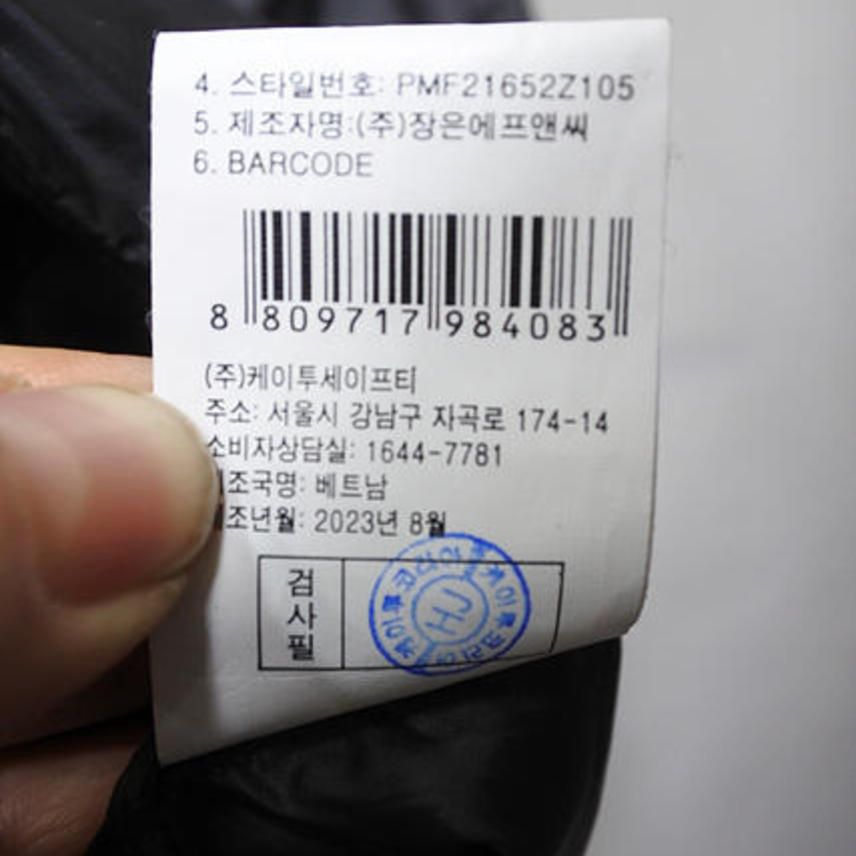 4. 스타일번호: PMF21652Z105
5. 제조자명:(주)장은에프앤씨
6. BARCODE
8 809717 984083
(주)케이투세이프티
주소: 서울시 강남구 자곡로 174-14
소비자상담실: 1644-7781
조국명: 베트남
조년월: 2023년 8월
검사필
HJ